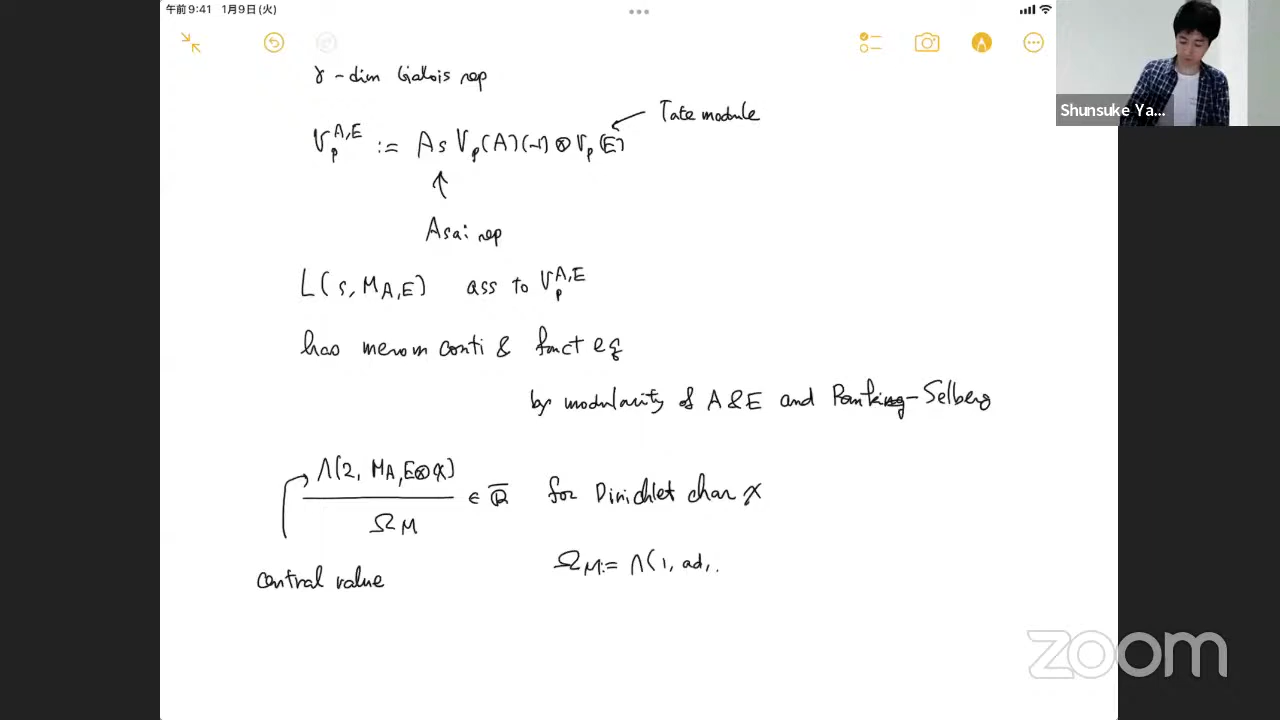 午前9:41 1月9日(火)
8-dim Galois rep
Tate module
V_p^{A,E} := As V_p(A)(-1) ⊗ V_p(E)
Asai rep
L(s, M_{A,E}) ass to V_p^{A,E}
has merom conti & funct eq
by modularity of A & E and Rankin-Selberg
Λ(2, M_{A,E} ⊗ χ) / Ω_M ∈ \overline{Q} for Dirichlet char χ
Ω_M := Λ(1, ad, .
central value
Shunsuke Ya...
zoom